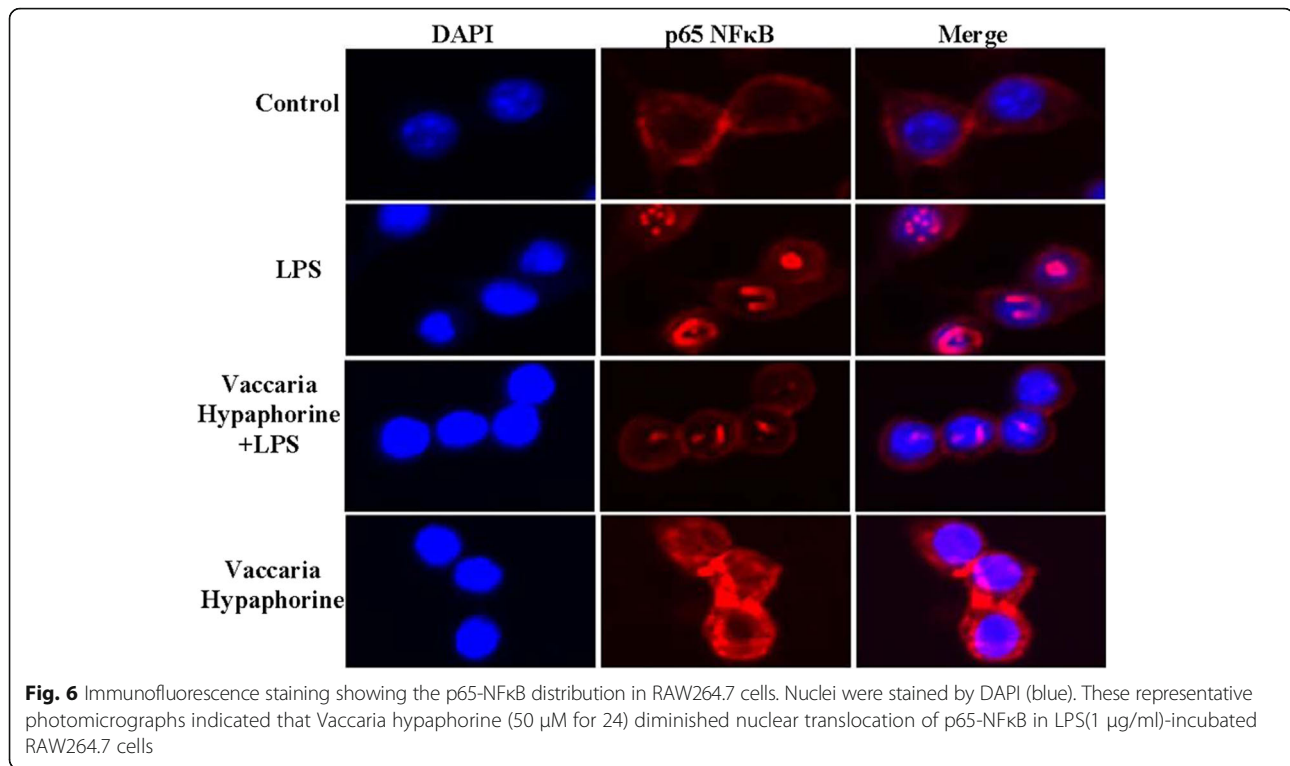 DAPI p65 NFκB Merge
Control
LPS
Vaccaria
Hypaphorine
+LPS
Vaccaria
Hypaphorine
Fig. 6 Immunofluorescence staining showing the p65-NFκB distribution in RAW264.7 cells. Nuclei were stained by DAPI (blue). These representative
photomicrographs indicated that Vaccaria hypaphorine (50 μM for 24) diminished nuclear translocation of p65-NFκB in LPS(1 μg/ml)-incubated
RAW264.7 cells